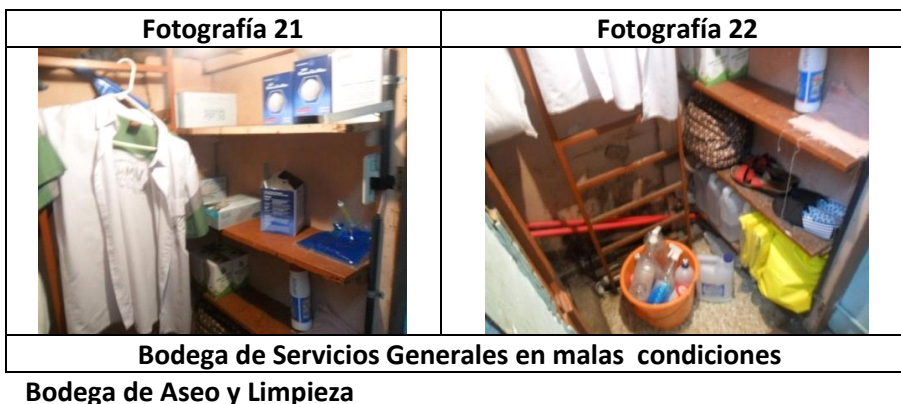 Fotografía 21
Fotografía 22
Bodega de Servicios Generales en malas  condiciones
Bodega de Aseo y Limpieza